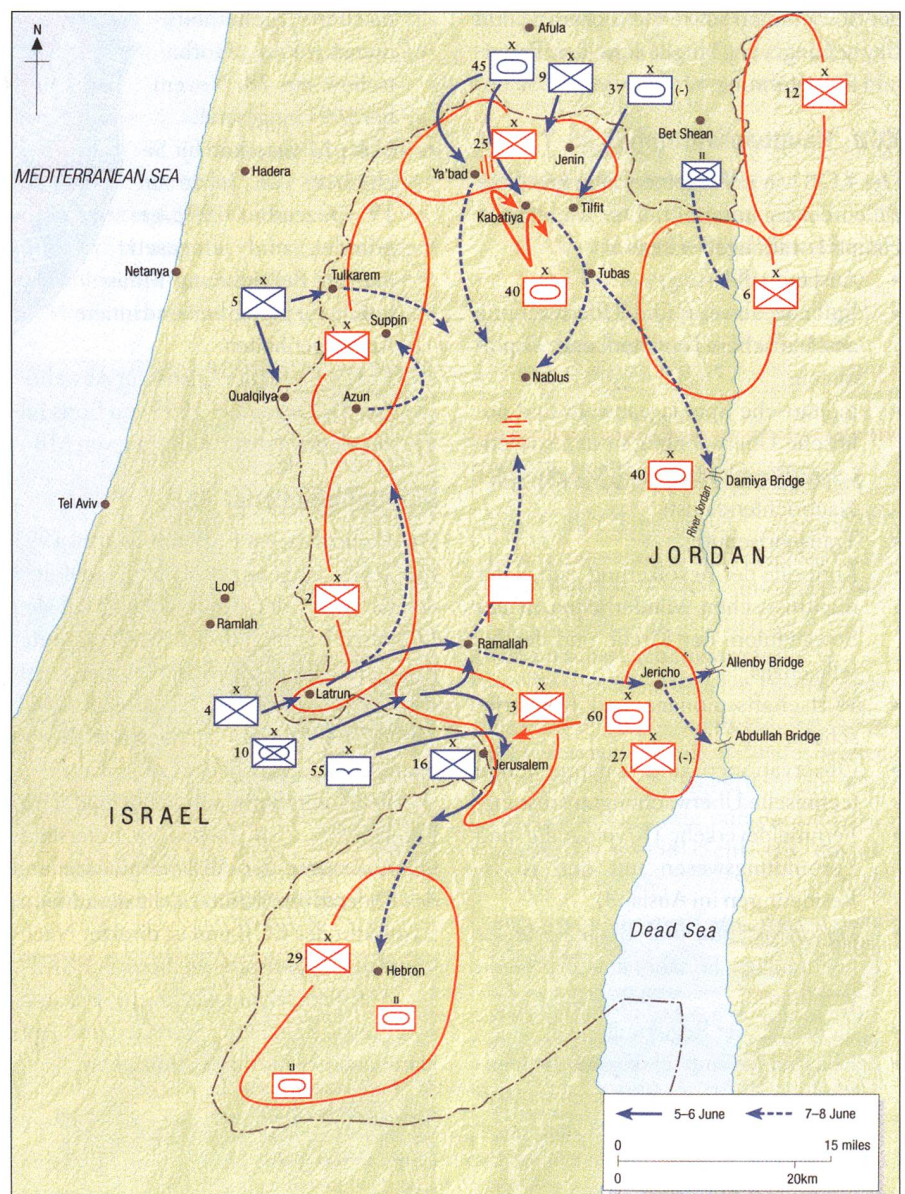 N
Afula
45
X
9
X
37
X
(-)
12
X
Bet Shean
II
25
X
Jenin
Ya'bad
Hadera
MEDITERRANEAN SEA
Kabatiya
Tilfit
Netanya
Tulkarem
5
X
40
X
Tubas
6
X
Suppin
1
X
Qualqilya
Azun
Nablus
40
X
Damiya Bridge
River Jordan
Tel Aviv
JORDAN
Lod
Ramlah
2
X
Ramallah
Allenby Bridge
Jericho
Latrun
4
X
3
X
60
X
10
X
55
X
16
X
Jerusalem
27
X
(-)
Abdullah Bridge
ISRAEL
Dead Sea
29
X
Hebron
II
II
5–6 June
7–8 June
0
15 miles
0
20km